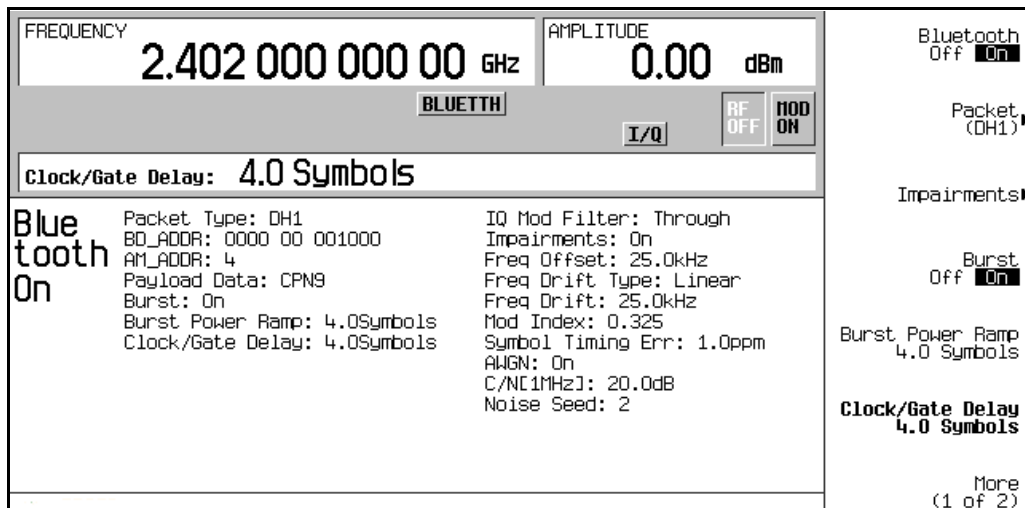 FREQUENCY
2.402 000 000 00 GHz
AMPLITUDE
0.00 dBm
BLUETTH
I/Q
RF OFF
MOD ON
Clock/Gate Delay: 4.0 Symbols
Blue
tooth
On
Packet Type: DH1
BD_ADDR: 0000 00 001000
AM_ADDR: 4
Payload Data: CPN9
Burst: On
Burst Power Ramp: 4.0Symbols
Clock/Gate Delay: 4.0Symbols
IQ Mod Filter: Through
Impairments: On
Freq Offset: 25.0kHz
Freq Drift Type: Linear
Freq Drift: 25.0kHz
Mod Index: 0.325
Symbol Timing Err: 1.0ppm
AWGN: On
C/N[1MHz]: 20.0dB
Noise Seed: 2
Bluetooth
Off On
Packet
(DH1)
Impairments
Burst
Off On
Burst Power Ramp
4.0 Symbols
Clock/Gate Delay
4.0 Symbols
More
(1 of 2)